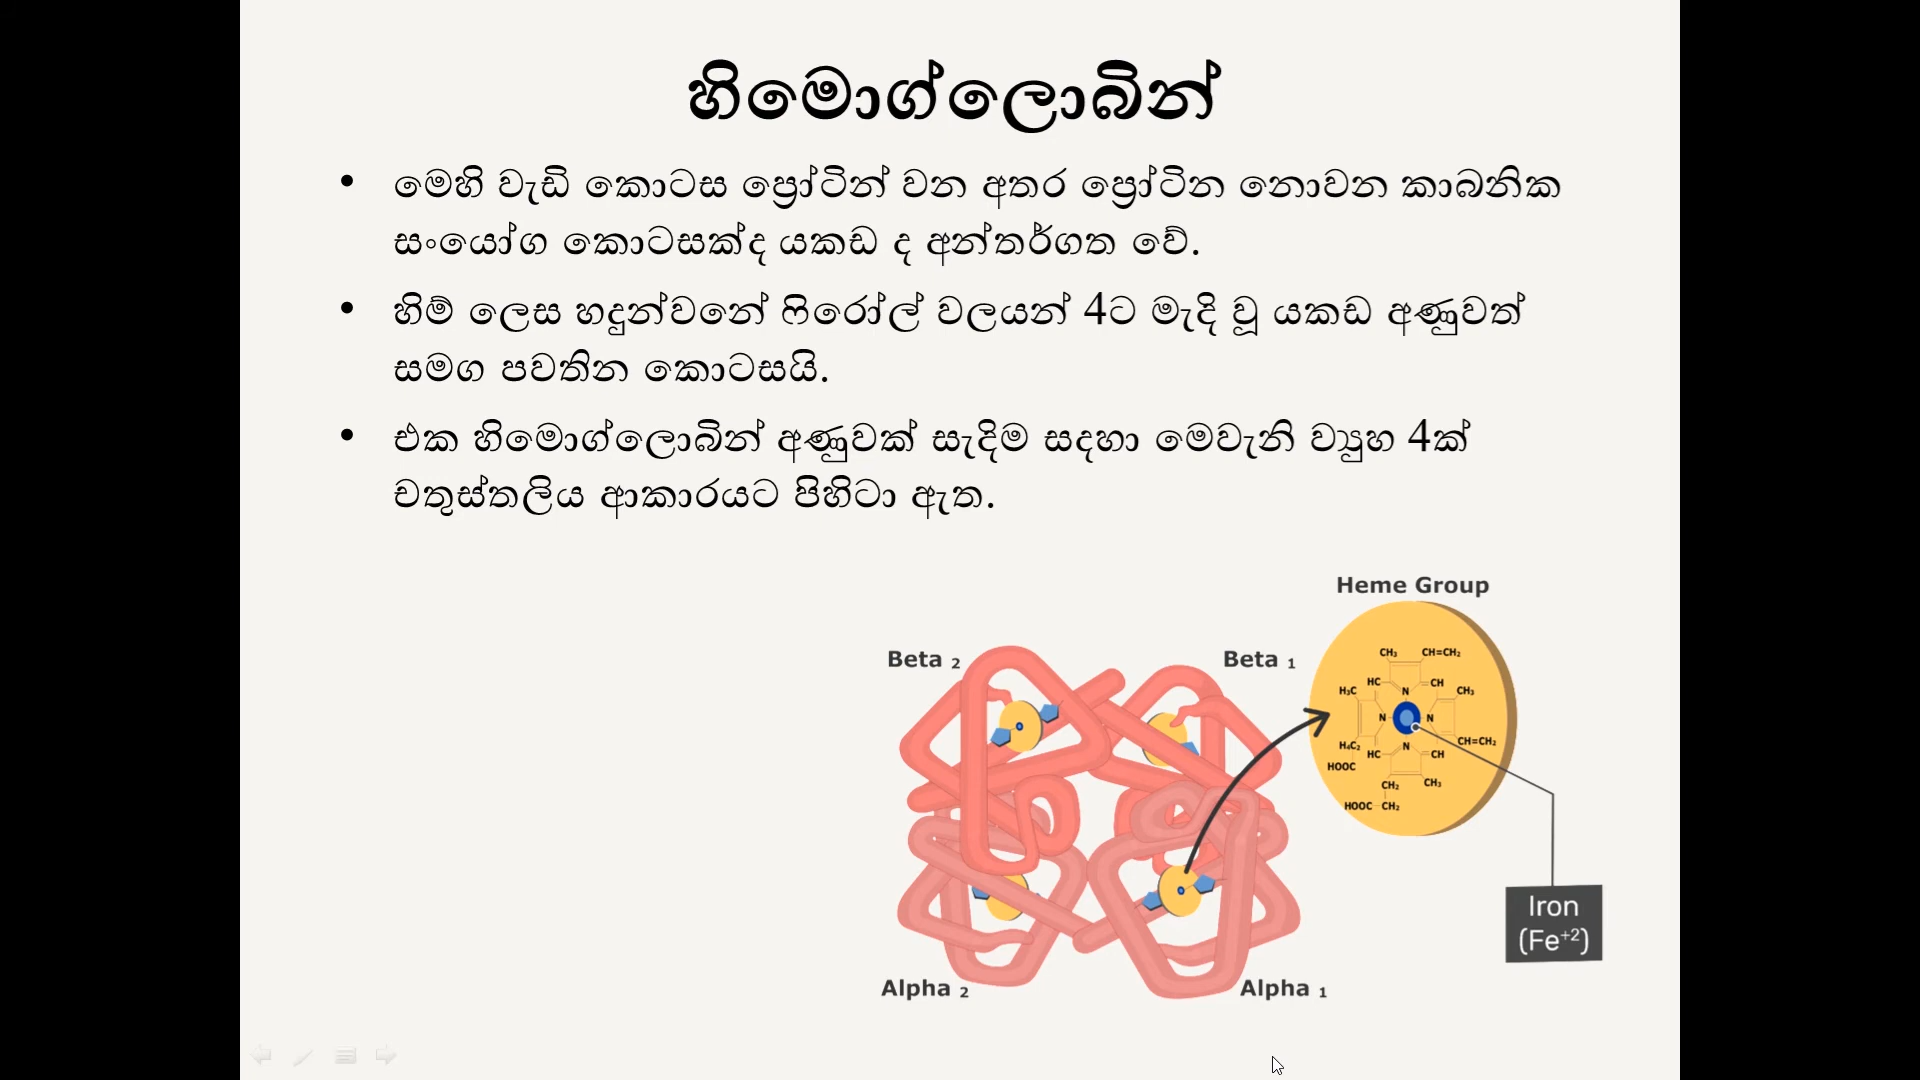 හිමොග්ලොබින්
• මෙහි වැඩි කොටස ප්‍රෝටින් වන අතර ප්‍රෝටින නොවන කාබනික
සංයෝග කොටසක්ද යකඩ ද අන්තර්ගත වේ.
• හිම් ලෙස හදුන්වනේ ෆිරෝල් වලයන් 4ට මැදි වූ යකඩ අණුවත්
සමග පවතින කොටසයි.
• එක හිමොග්ලොබින් අණුවක් සැදිම සදහා මෙවැනි ව්‍යුහ 4ක්
චතුස්තලිය ආකාරයට පිහිටා ඇත.
Heme Group
Beta 2
Beta 1
CH₃ CH=CH₂
HC CH
H₃C N CH₃
N N
H₄C₂ N CH=CH₂
HC CH
HOOC
CH₂ CH₃
HOOC CH₂
Iron
(Fe⁺²)
Alpha 2
Alpha 1